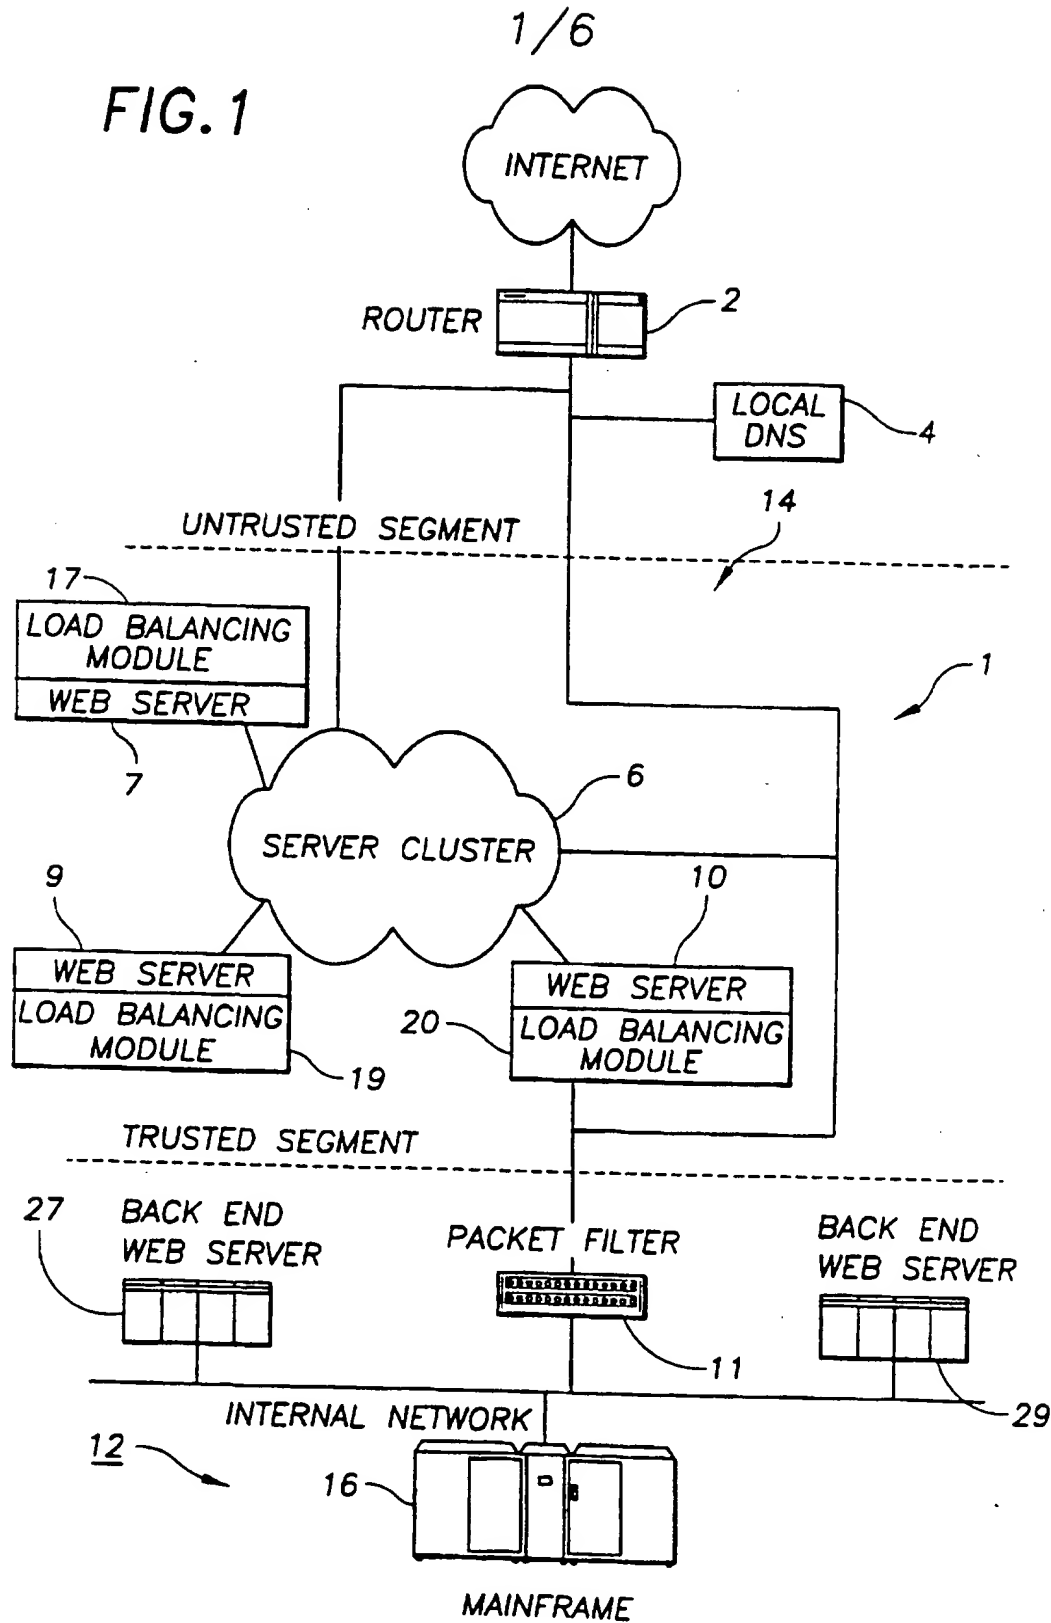 1/6
FIG. 1
INTERNET
ROUTER
2
LOCAL
DNS
4
14
UNTRUSTED SEGMENT
17
LOAD BALANCING
MODULE
WEB SERVER
7
1
6
SERVER CLUSTER
9
10
WEB SERVER
LOAD BALANCING
MODULE
19
WEB SERVER
20
LOAD BALANCING
MODULE
TRUSTED SEGMENT
27
BACK END
WEB SERVER
PACKET FILTER
BACK END
WEB SERVER
11
29
INTERNAL NETWORK
12
16
MAINFRAME